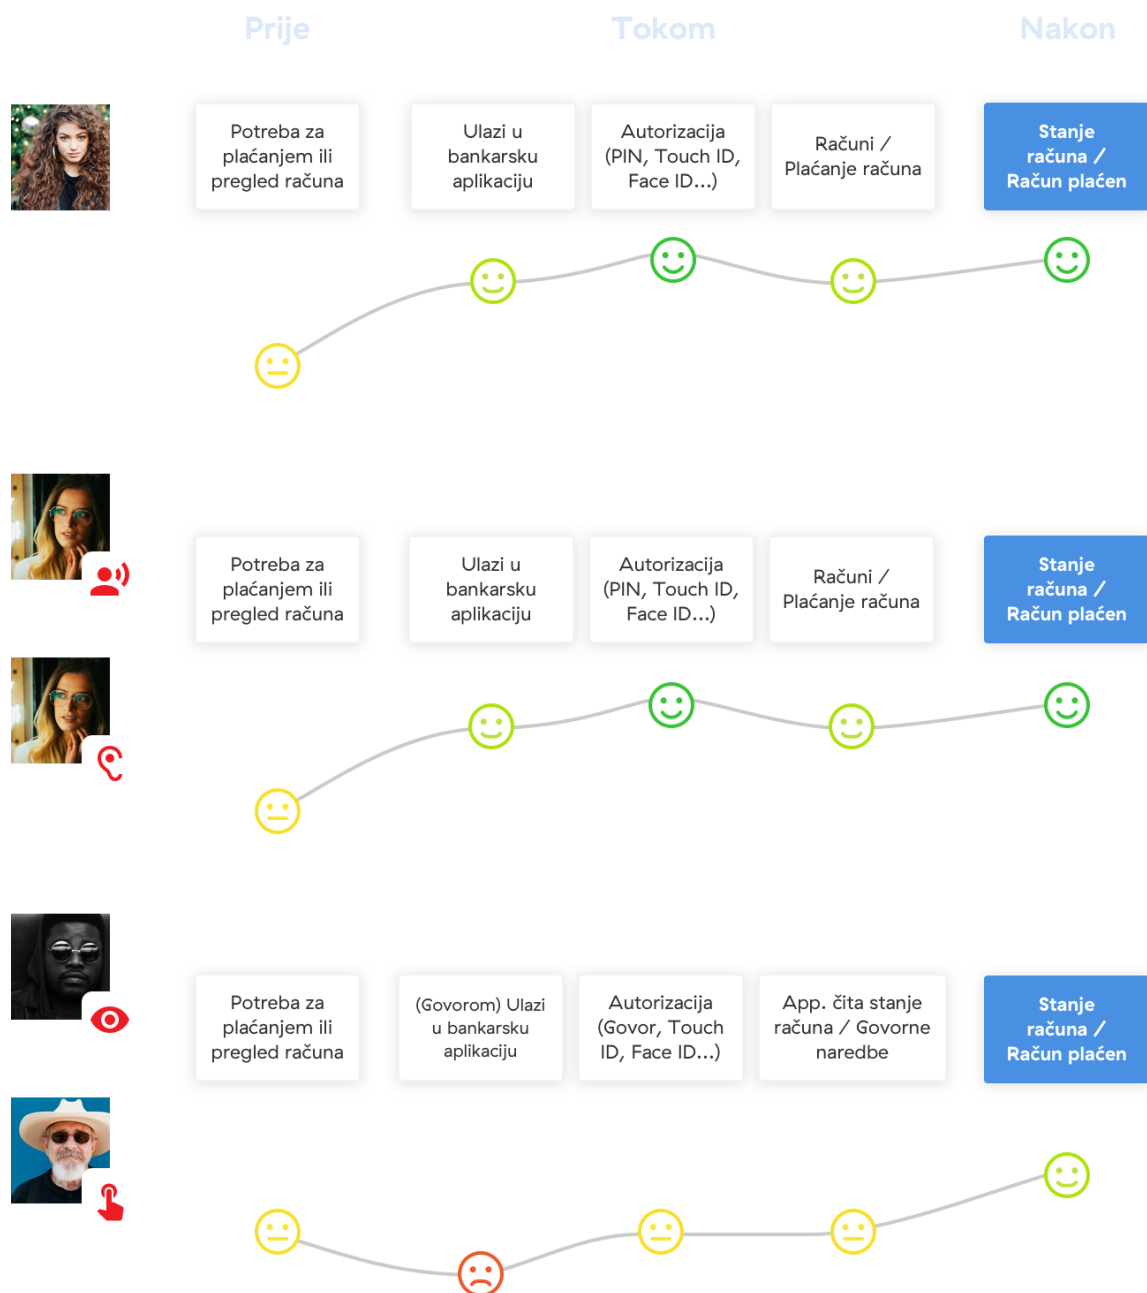 Prije
Tokom
Nakon
Potreba za
plaćanjem ili
pregled računa
Ulazi u
bankarsku
aplikaciju
Autorizacija
(PIN, Touch ID,
Face ID...)
Računi /
Plaćanje računa
Stanje
računa /
Račun plaćen
Potreba za
plaćanjem ili
pregled računa
Ulazi u
bankarsku
aplikaciju
Autorizacija
(PIN, Touch ID,
Face ID...)
Računi /
Plaćanje računa
Stanje
računa /
Račun plaćen
Potreba za
plaćanjem ili
pregled računa
(Govorom) Ulazi
u bankarsku
aplikaciju
Autorizacija
(Govor, Touch
ID, Face ID...)
App. čita stanje
računa / Govorne
naredbe
Stanje
računa /
Račun plaćen